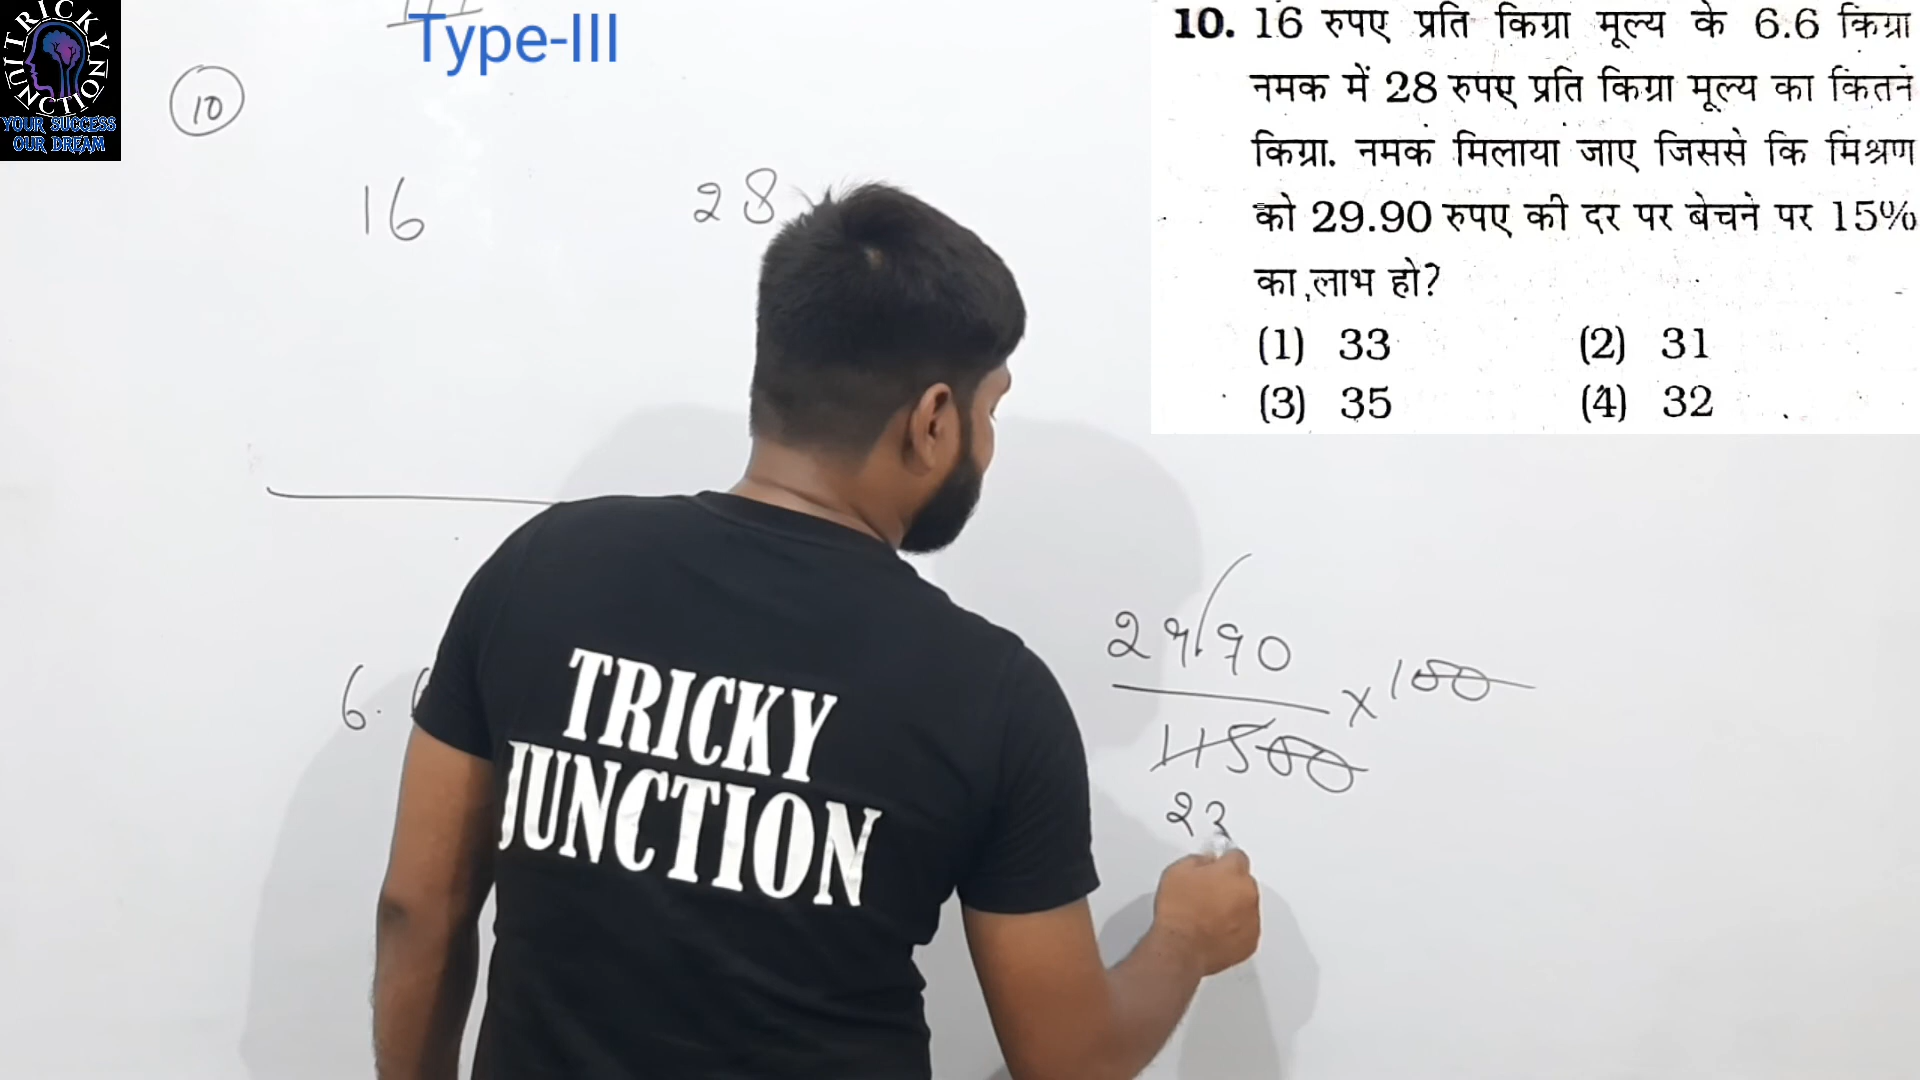 TRICKY JUNCTION
YOUR SUCCESS
OUR DREAM
Type-III
10
16
28
29.90
1500
× 100
23
TRICKY
JUNCTION
10. 16 रुपए प्रति किग्रा मूल्य के 6.6 किग्रा
नमक में 28 रुपए प्रति किग्रा मूल्य का कितने
किग्रा. नमक मिलाया जाए जिससे कि मिश्रण
को 29.90 रुपए की दर पर बेचने पर 15%
का लाभ हो?
(1) 33 (2) 31
(3) 35 (4) 32